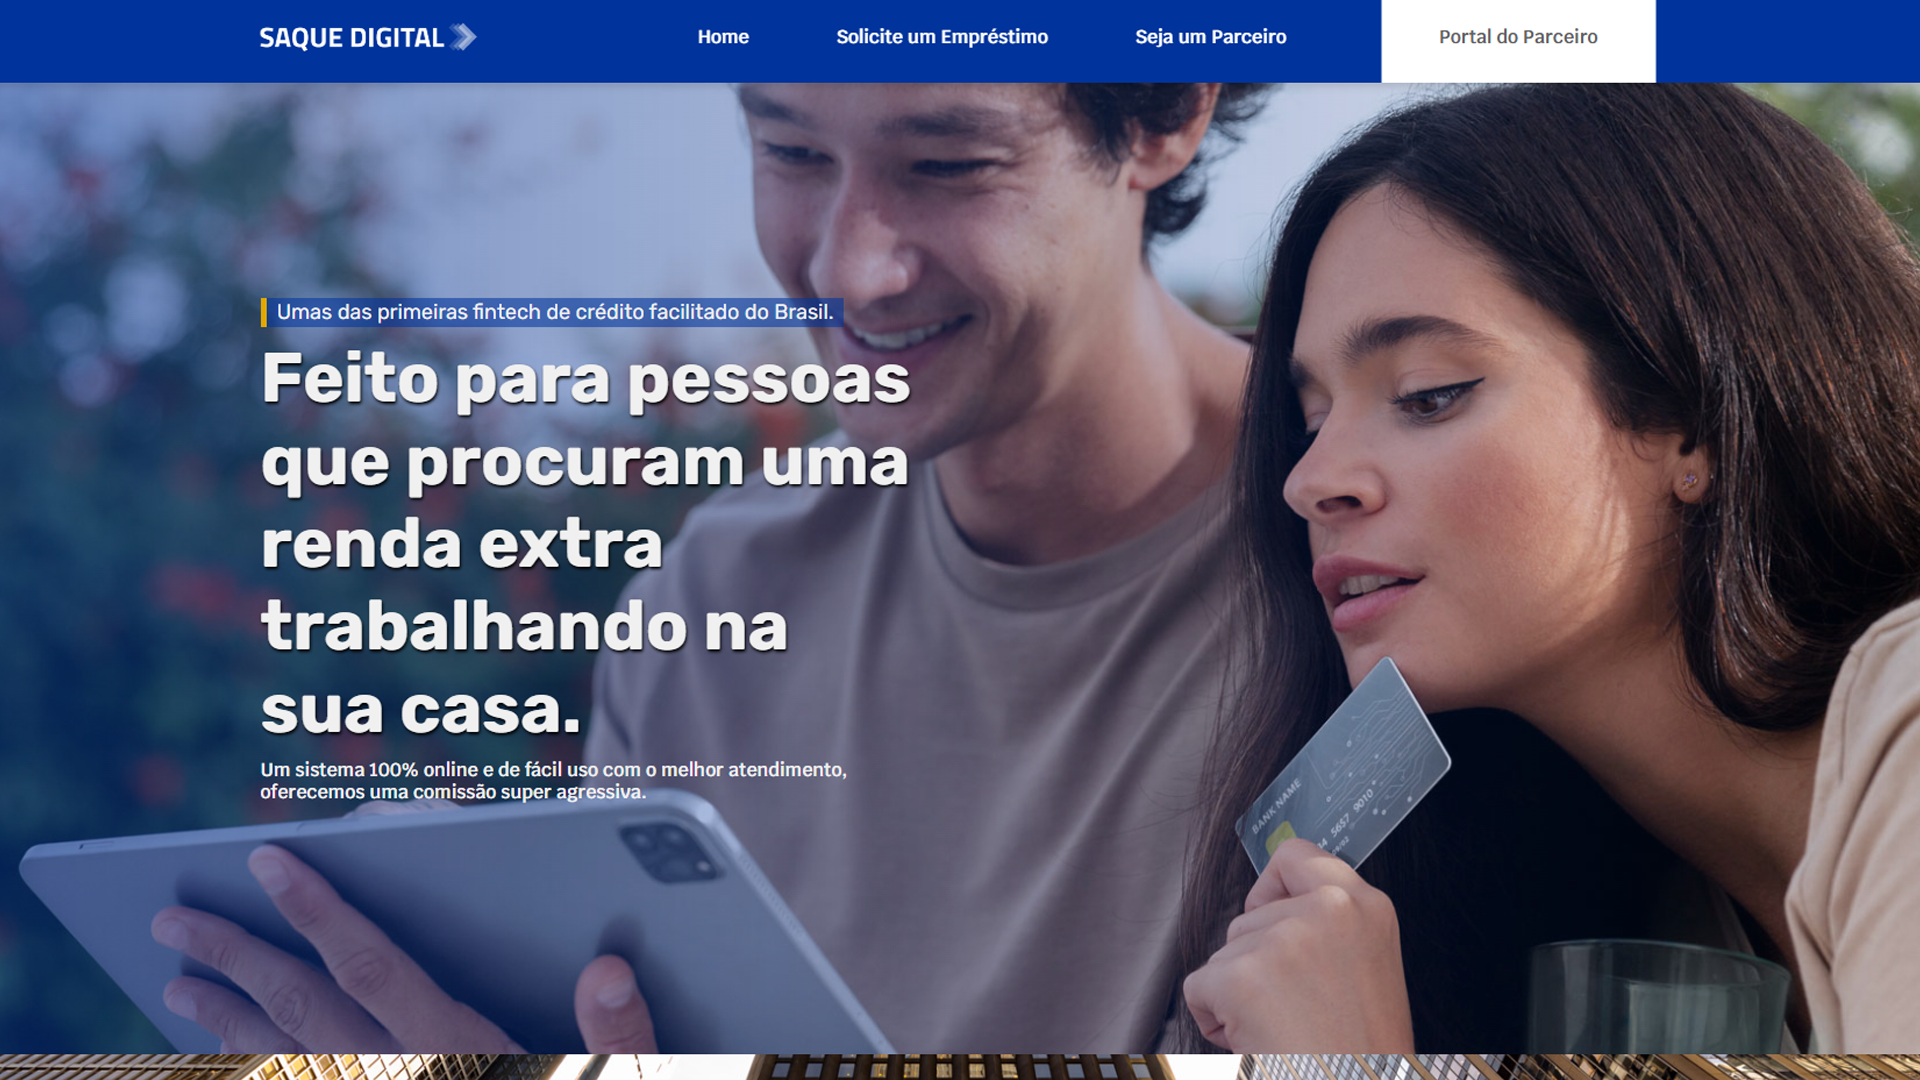 SAQUE DIGITAL
Home
Solicite um Empréstimo
Seja um Parceiro
Portal do Parceiro
Umas das primeiras fintech de crédito facilitado do Brasil.
Feito para pessoas
que procuram uma
renda extra
trabalhando na
sua casa.
Um sistema 100% online e de fácil uso com o melhor atendimento,
oferecemos uma comissão super agressiva.
BANK NAME
5657 9010